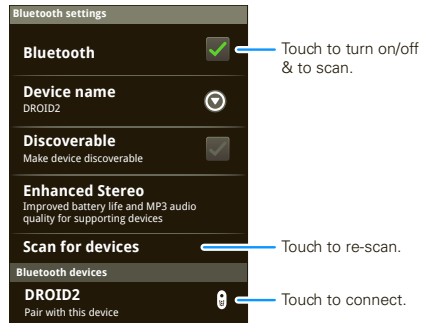 Bluetooth settings
Bluetooth
Touch to turn on/off
& to scan.
Device name
DROID2
Discoverable
Make device discoverable
Enhanced Stereo
Improved battery life and MP3 audio
quality for supporting devices
Scan for devices
Touch to re-scan.
Bluetooth devices
DROID2
Pair with this device
Touch to connect.